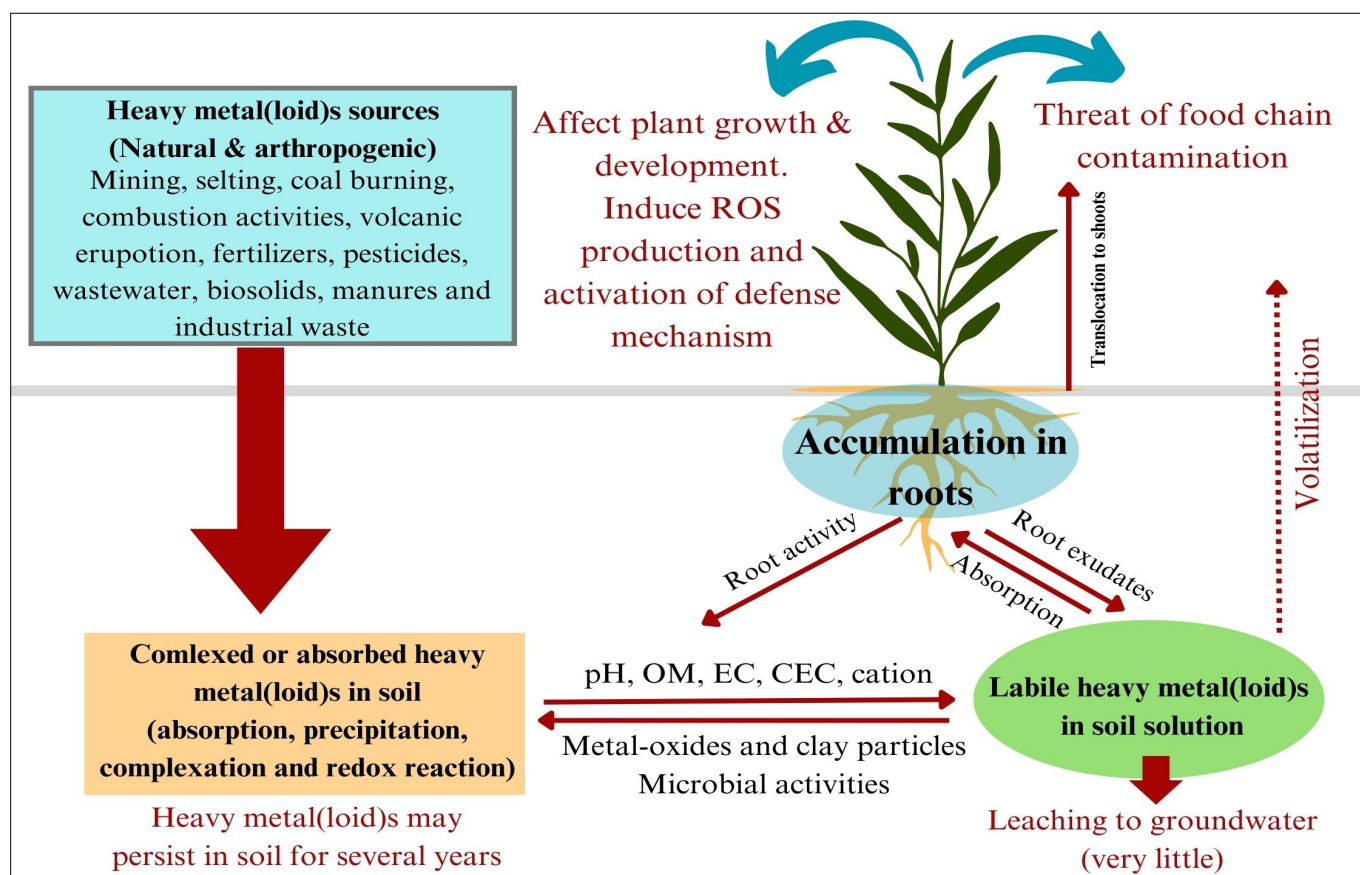 Heavy metal(loid)s sources
(Natural & arthropogenic)
Mining, selting, coal burning,
combustion activities, volcanic
erupotion, fertilizers, pesticides,
wastewater, biosolids, manures and
industrial waste
Affect plant growth &
development.
Induce ROS
production and
activation of defense
mechanism
Threat of food chain
contamination
Translocation to shoots
Volatilization
Accumulation in
roots
Root activity
Root exudates
Absorption
Comlexed or absorbed heavy
metal(loid)s in soil
(absorption, precipitation,
complexation and redox reaction)
Heavy metal(loid)s may
persist in soil for several years
pH, OM, EC, CEC, cation
Metal-oxides and clay particles
Microbial activities
Labile heavy metal(loid)s
in soil solution
Leaching to groundwater
(very little)